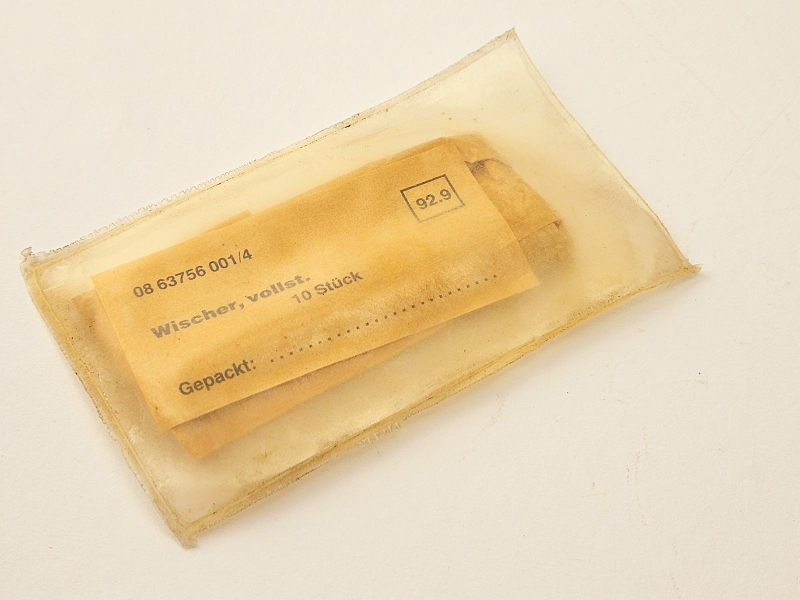 92.9
08 63756 001/4
Wischer, vollst.
10 Stück
Gepackt: ..............................